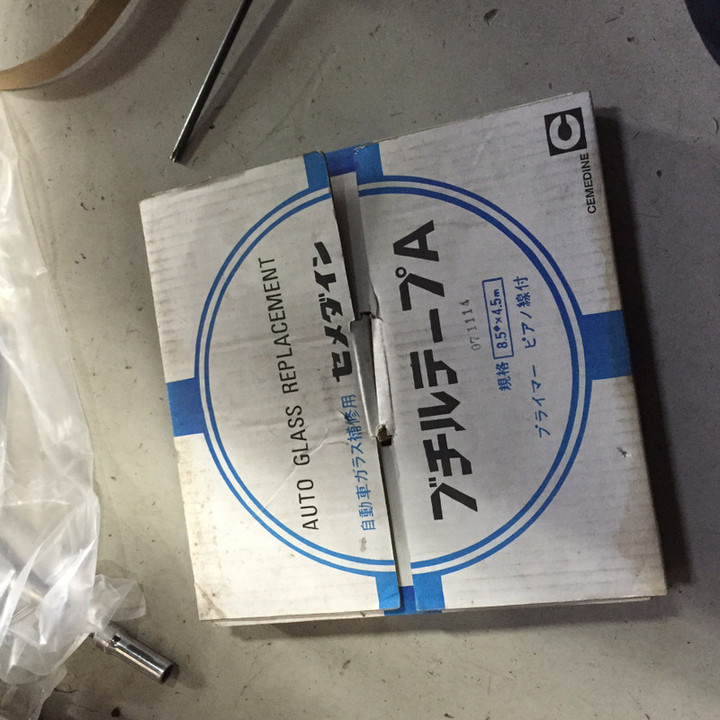 AUTO GLASS REPLACEMENT
自動車ガラス補修用
セメダイン
ブチルテープA
071114
規格 8.5φ×4.5m
プライマー ピアノ線付
C
CEMEDINE